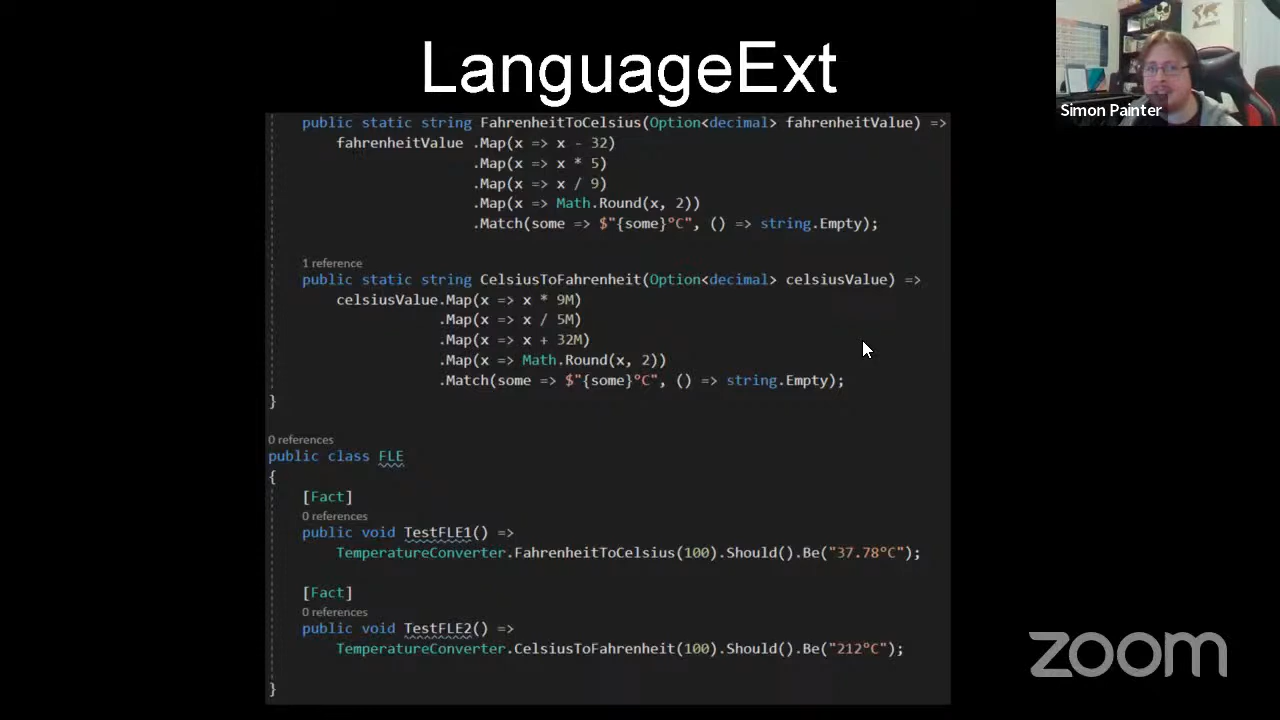 LanguageExt
Simon Painter
public static string FahrenheitToCelsius(Option<decimal> fahrenheitValue) =>
fahrenheitValue .Map(x => x - 32)
.Map(x => x * 5)
.Map(x => x / 9)
.Map(x => Math.Round(x, 2))
.Match(some => $"{some}°C", () => string.Empty);
1 reference
public static string CelsiusToFahrenheit(Option<decimal> celsiusValue) =>
celsiusValue.Map(x => x * 9M)
.Map(x => x / 5M)
.Map(x => x + 32M)
.Map(x => Math.Round(x, 2))
.Match(some => $"{some}°C", () => string.Empty);
}
0 references
public class FLE
{
[Fact]
0 references
public void TestFLE1() =>
TemperatureConverter.FahrenheitToCelsius(100).Should().Be("37.78°C");
[Fact]
0 references
public void TestFLE2() =>
TemperatureConverter.CelsiusToFahrenheit(100).Should().Be("212°C");
}
zoom